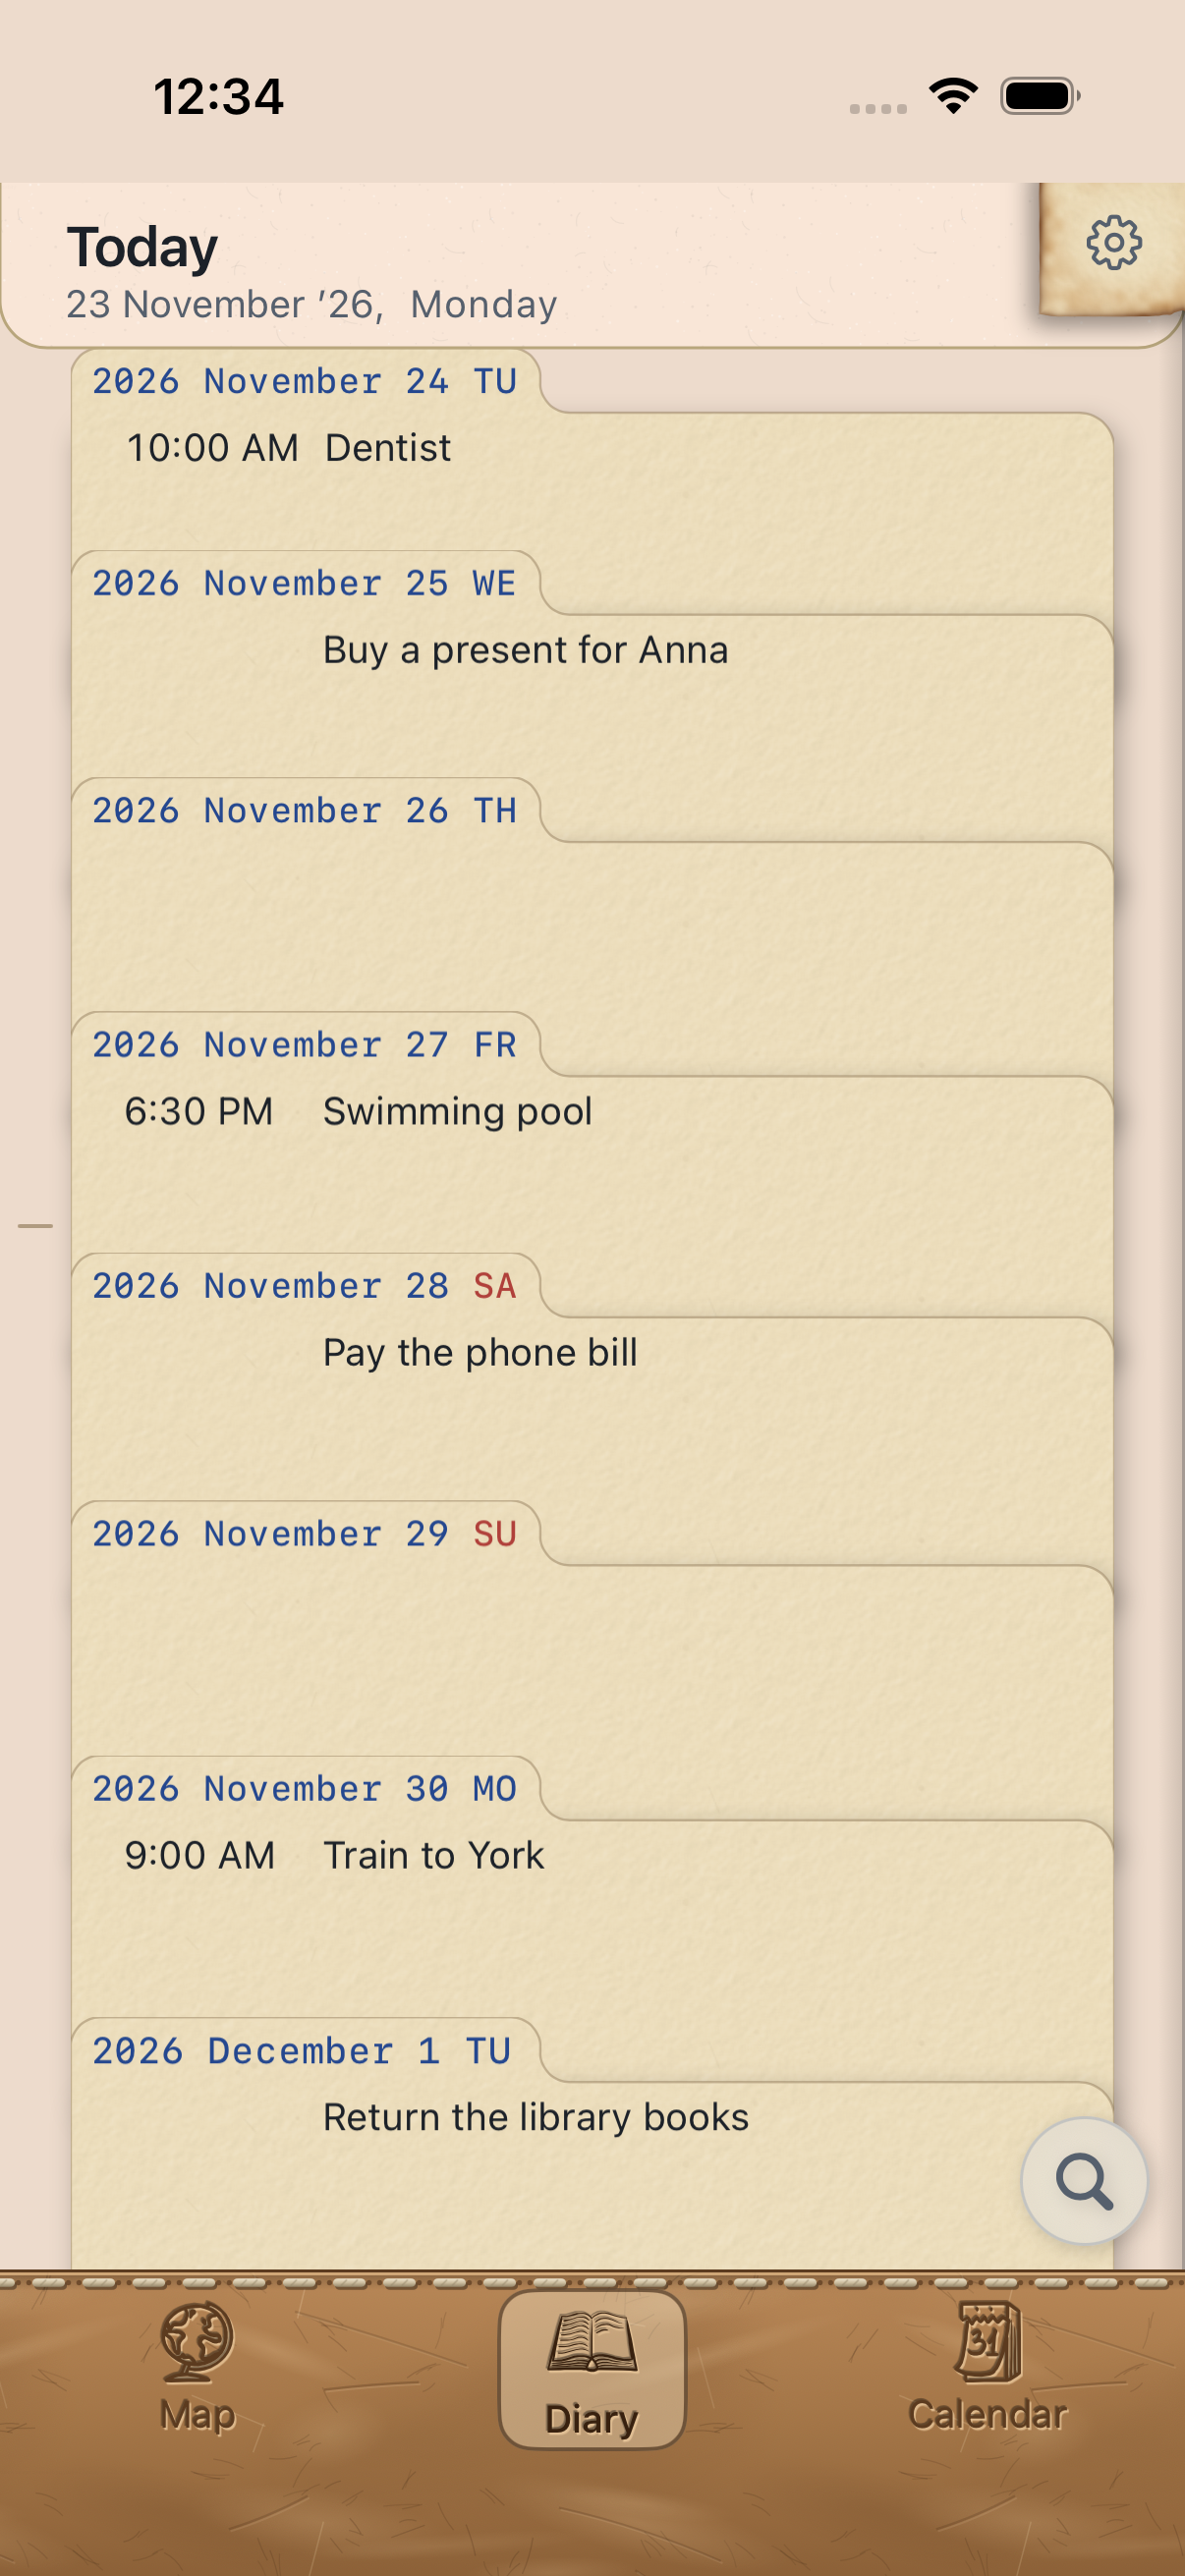 12:34
Today
23 November ’26, Monday
2026 November 24 TU
10:00 AM Dentist
2026 November 25 WE
Buy a present for Anna
2026 November 26 TH
2026 November 27 FR
6:30 PM Swimming pool
2026 November 28 SA
Pay the phone bill
2026 November 29 SU
2026 November 30 MO
9:00 AM Train to York
2026 December 1 TU
Return the library books
31
Map Diary Calendar